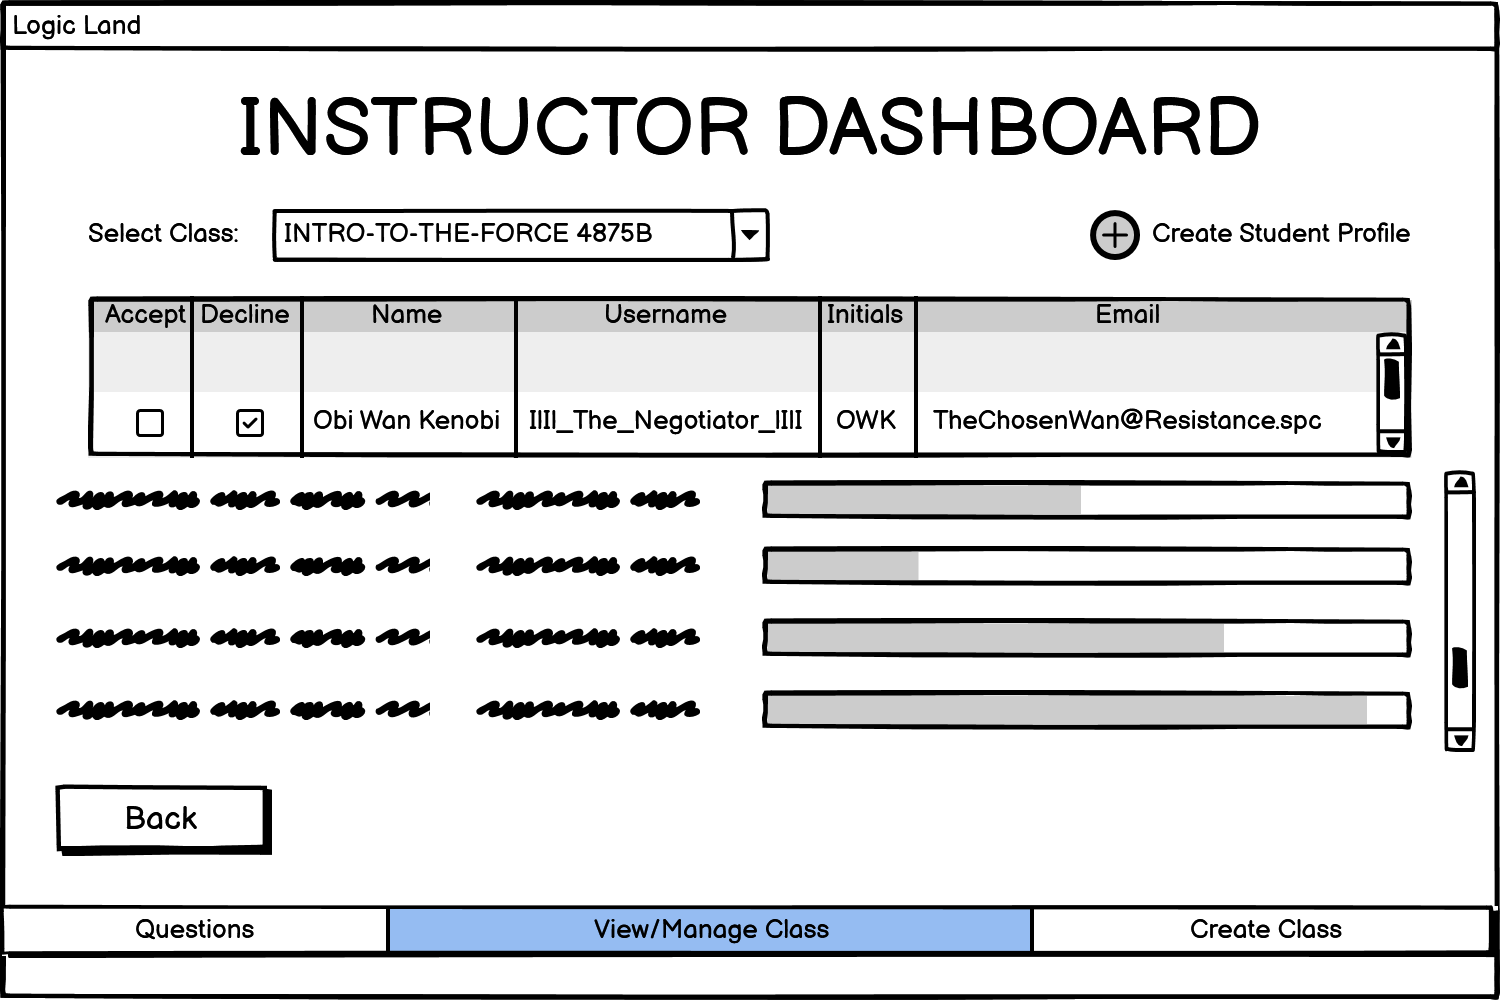 Logic Land
INSTRUCTOR DASHBOARD
Select Class: INTRO-TO-THE-FORCE 4875B Create Student Profile
Accept Decline Name Username Initials Email
Obi Wan Kenobi IIII_The_Negotiator_IIII OWK TheChosenWan@Resistance.spc
Back
Questions View/Manage Class Create Class